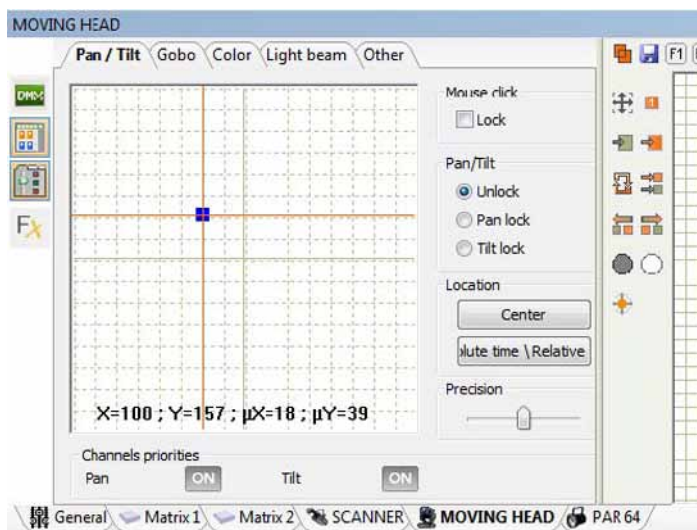 MOVING HEAD
Pan / Tilt Gobo Color Light beam Other
F1
DMX
Mouse click
Lock
Pan/Tilt
Unlock
Pan lock
Tilt lock
Fx
Location
Center
olute time \Relative
Precision
X=100 ; Y=157 ; µX=18 ; µY=39
Channels priorities
Pan ON Tilt ON
General Matrix 1 Matrix 2 SCANNER MOVING HEAD PAR 64